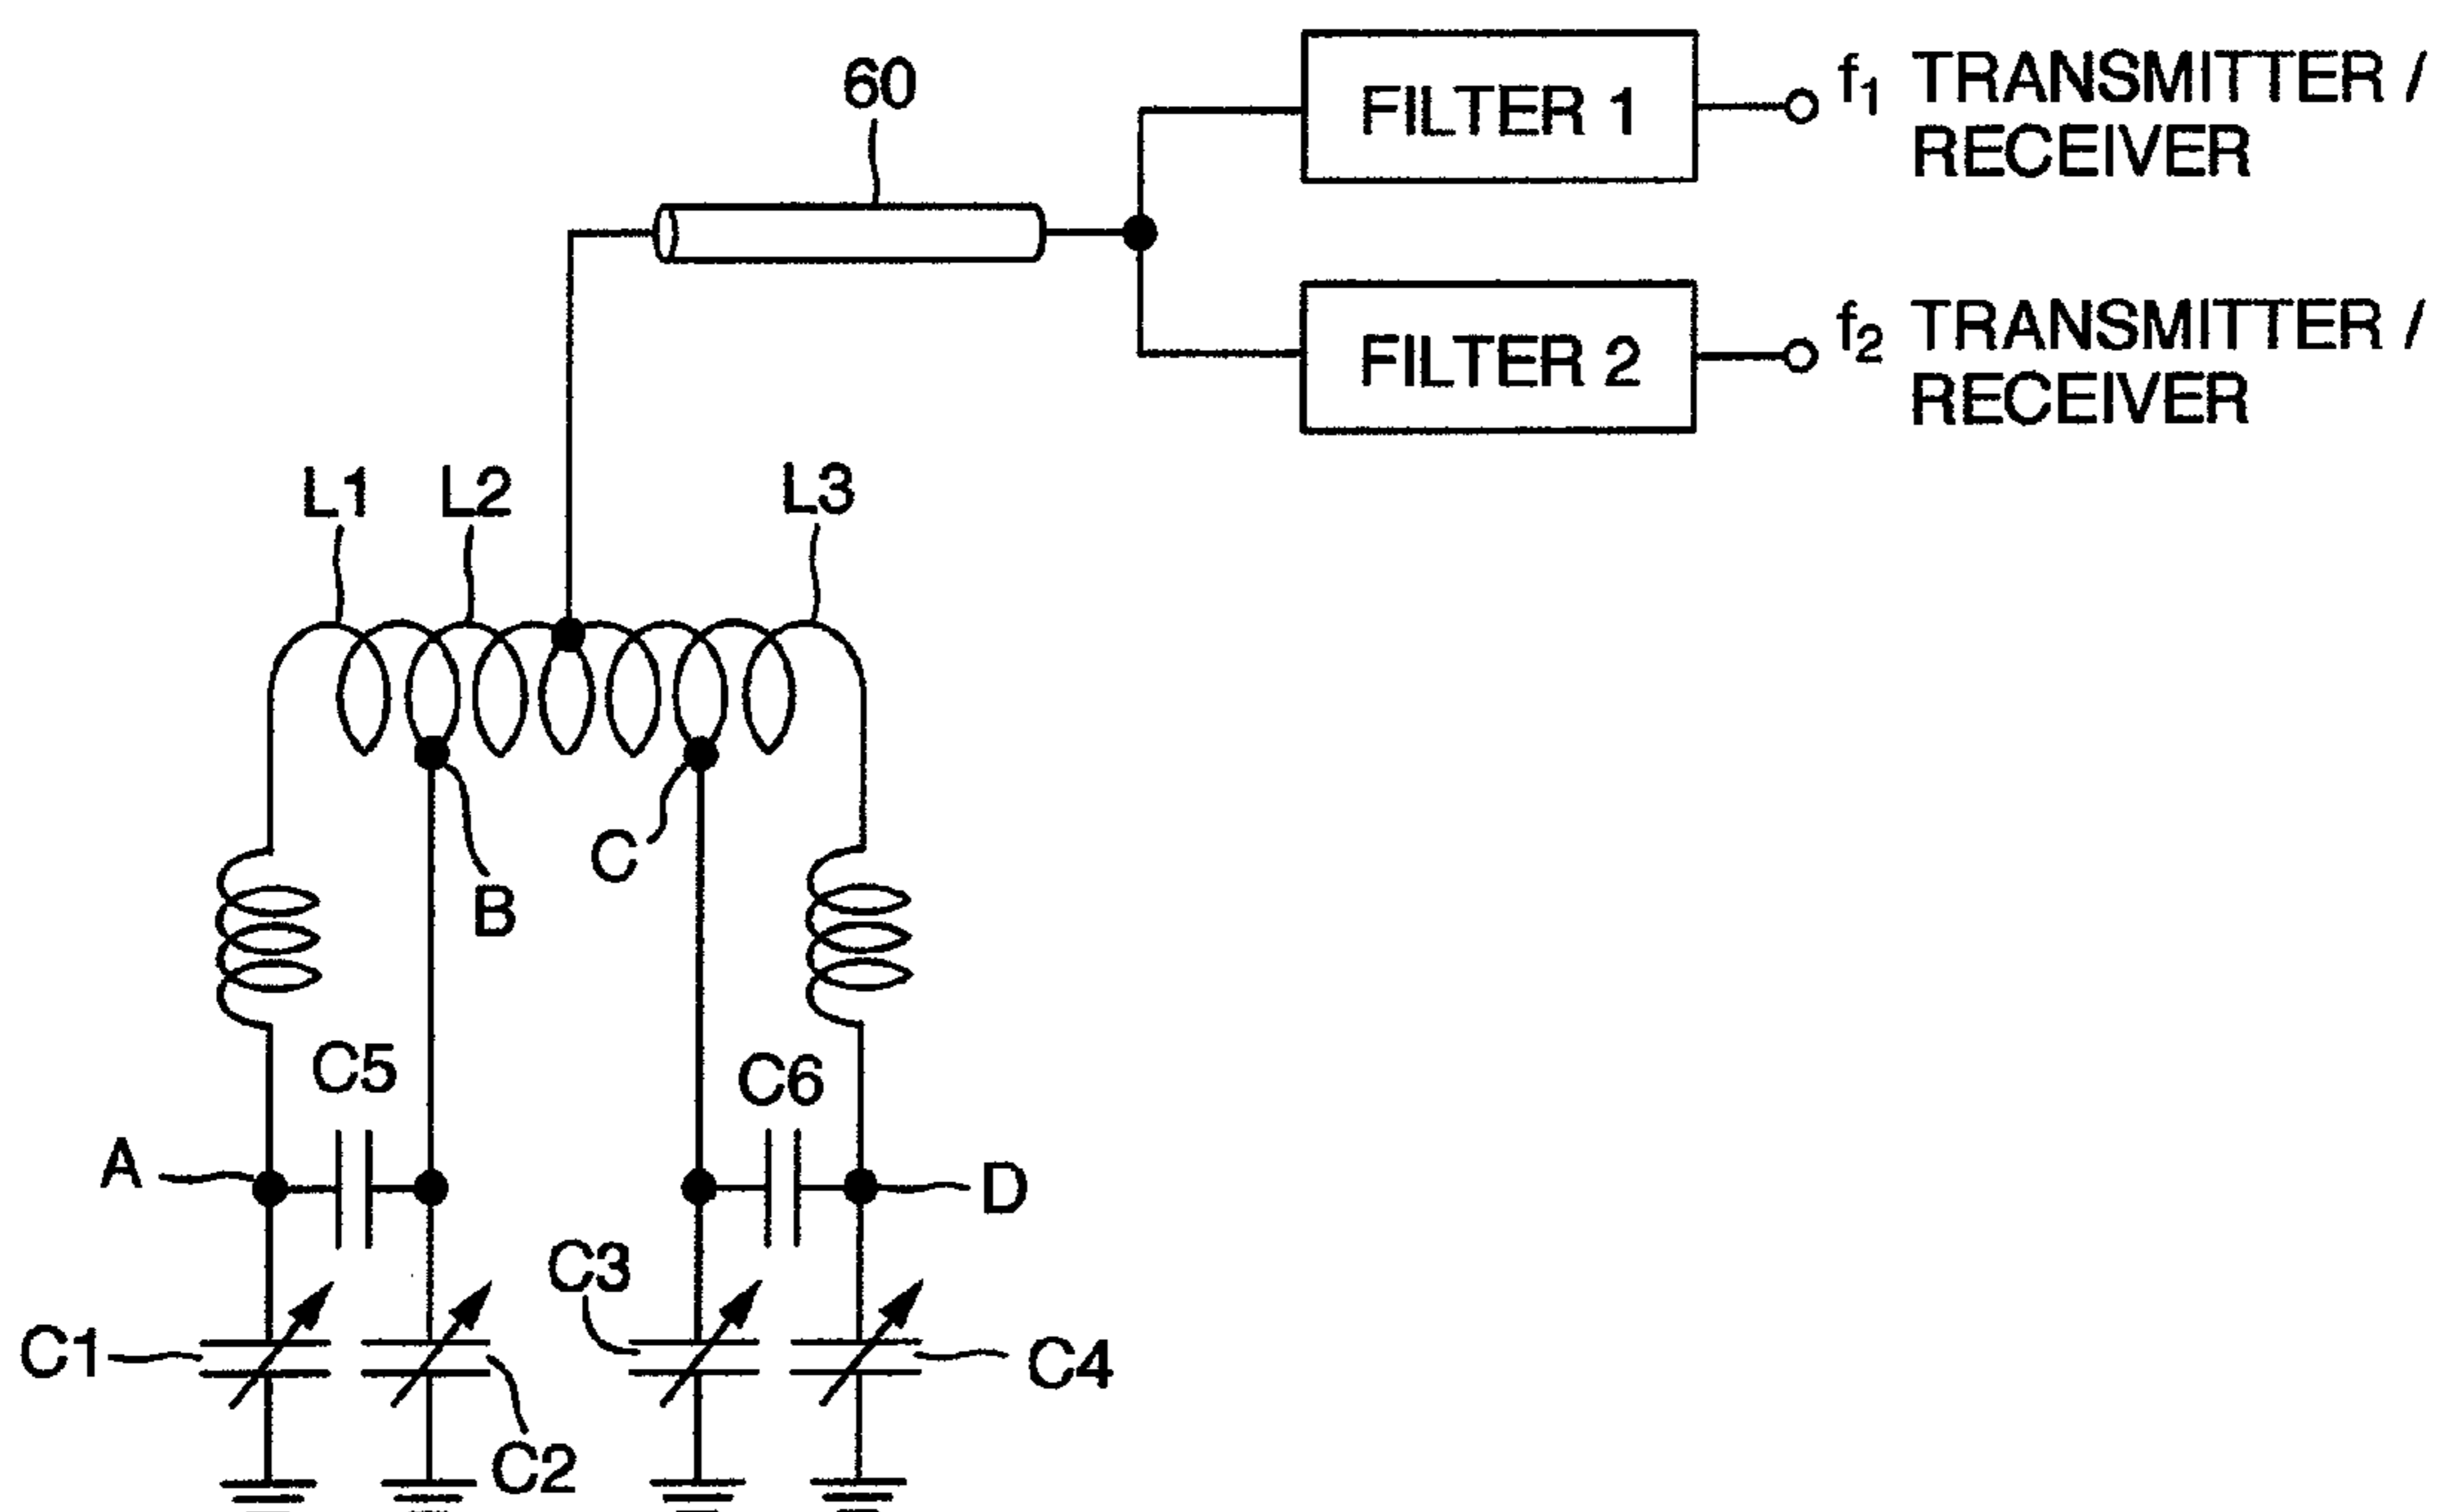 60
FILTER 1
f1 TRANSMITTER /
RECEIVER
FILTER 2
f2 TRANSMITTER /
RECEIVER
L1
L2
L3
C
B
C5
C6
A
D
C3
C1
C4
C2